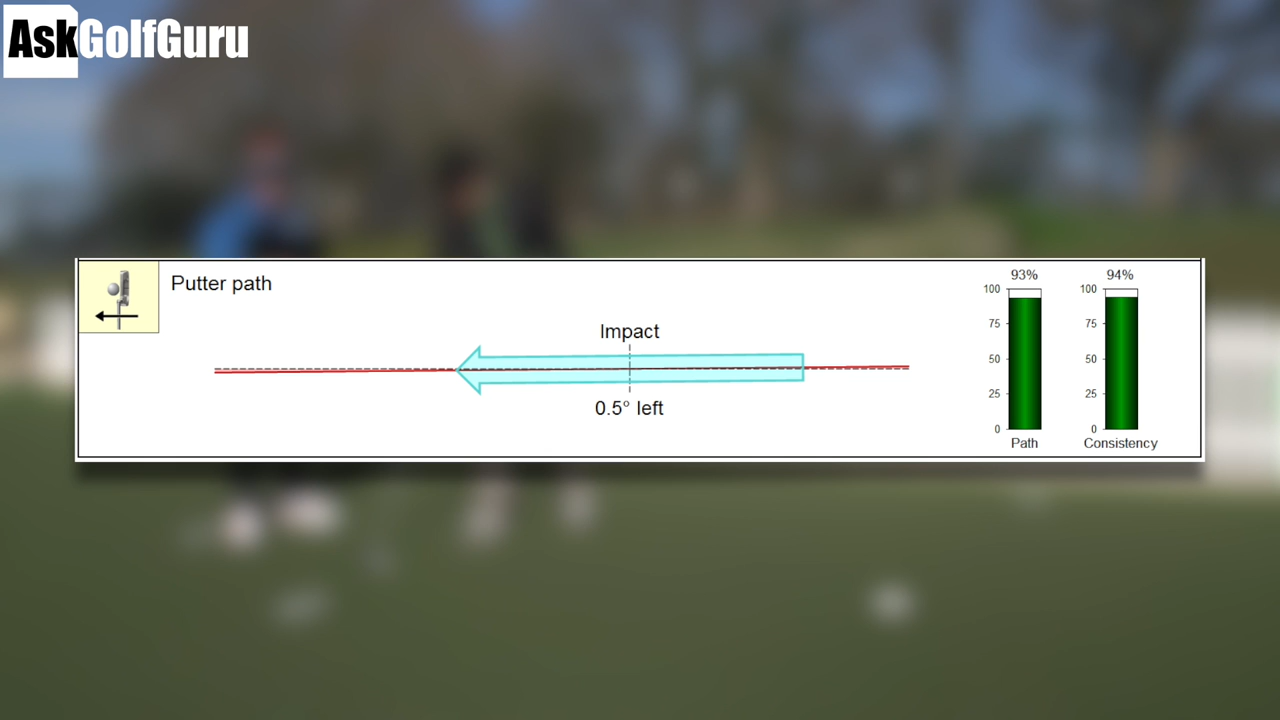 AskGolfGuru
Putter path
Impact
0.5° left
93%
100
75
50
25
0
Path
94%
100
75
50
25
0
Consistency